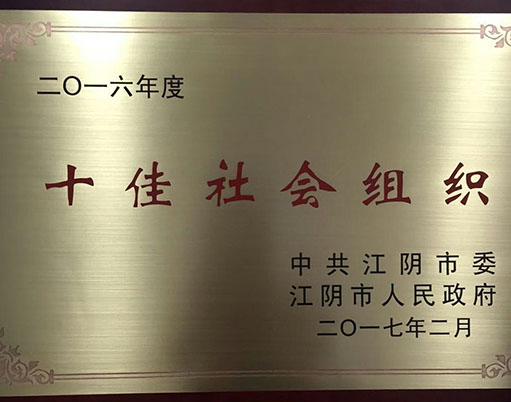 二〇一六年度
十佳社会组织
中共江阴市委
江阴市人民政府
二〇一七年二月